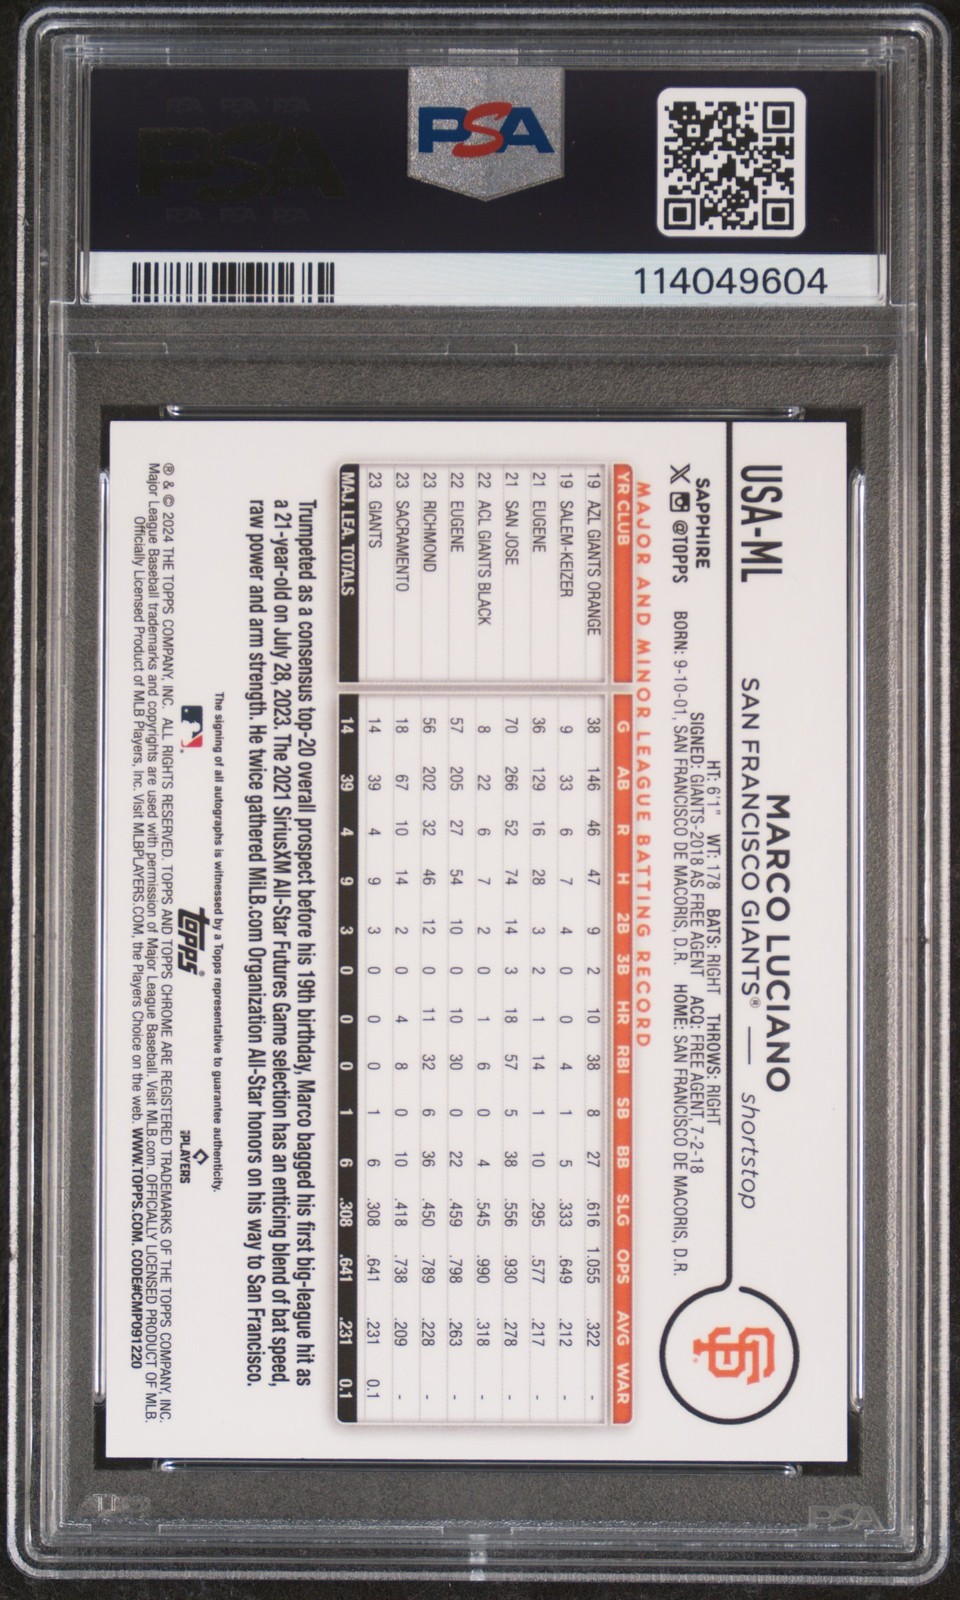 PSA
114049604
USA-ML
MARCO LUCIANO
SAN FRANCISCO GIANTS® — shortstop
SAPPHIRE
@TOPPS
HT: 6'1" WT: 178 BATS: RIGHT THROWS: RIGHT
SIGNED: GIANTS-2018 AS FREE AGENT ACQ: FREE AGENT, 7-2-18
BORN: 9-10-01, SAN FRANCISCO DE MACORIS, D.R. HOME: SAN FRANCISCO DE MACORIS, D.R.
MAJOR AND MINOR LEAGUE BATTING RECORD
YR CLUB G AB R H 2B 3B HR RBI SB BB SLG OPS AVG WAR
19 AZL GIANTS ORANGE 38 146 46 47 9 2 10 38 8 27 .616 1.055 .322 -
19 SALEM-KEIZER 9 33 6 7 4 0 0 4 1 5 .333 .649 .212 -
21 EUGENE 36 129 16 28 3 2 1 14 1 10 .295 .577 .217 -
21 SAN JOSE 70 266 52 74 14 3 18 57 5 38 .556 .930 .278 -
22 ACL GIANTS BLACK 8 22 6 7 2 0 1 6 0 4 .545 .990 .318 -
22 EUGENE 57 205 27 54 10 0 10 30 0 22 .459 .798 .263 -
23 RICHMOND 56 202 32 46 12 0 11 32 6 36 .450 .789 .228 -
23 SACRAMENTO 18 67 10 14 2 0 4 8 0 10 .418 .738 .209 -
23 GIANTS 14 39 4 9 3 0 0 0 1 6 .308 .641 .231 0.1
MAJ. LEA. TOTALS 14 39 4 9 3 0 0 0 1 6 .308 .641 .231 0.1
Trumpeted as a consensus top-20 overall prospect before his 19th birthday, Marco bagged his first big-league hit as
a 21-year-old on July 28, 2023. The 2021 SiriusXM All-Star Futures Game selection has an enticing blend of bat speed,
raw power and arm strength. He twice gathered MiLB.com Organization All-Star honors on his way to San Francisco.
The signing of all autographs is witnessed by a Topps representative to guarantee authenticity.
topps®
PLAYERS
® & © 2024 THE TOPPS COMPANY, INC. ALL RIGHTS RESERVED. TOPPS AND TOPPS CHROME ARE REGISTERED TRADEMARKS OF THE TOPPS COMPANY, INC.
Major League Baseball trademarks and copyrights are used with permission of Major League Baseball. Visit MLB.com. OFFICIALLY LICENSED PRODUCT OF MLB.
Officially Licensed Product of MLB Players, Inc. Visit MLBPLAYERS.COM, the Players Choice on the web. WWW.TOPPS.COM. CODE#CMP091220
PSA